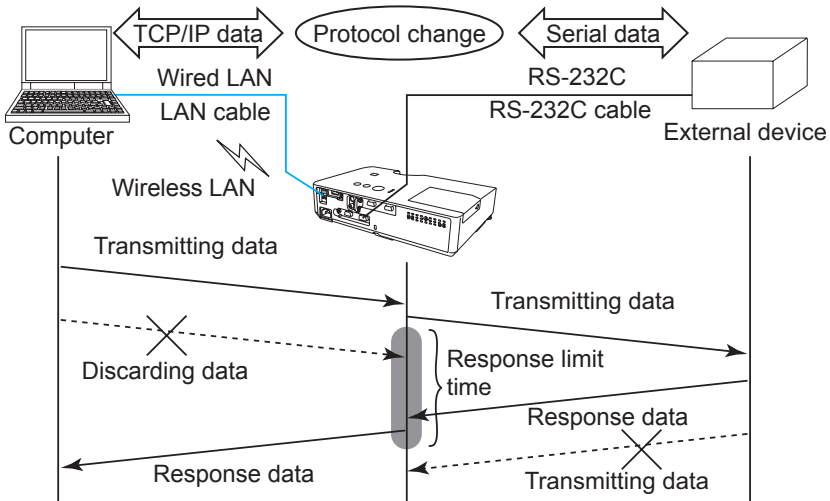 TCP/IP data
Protocol change
Serial data
Wired LAN
LAN cable
RS-232C
RS-232C cable
Computer
External device
Wireless LAN
Transmitting data
Transmitting data
Discarding data
Response limit
time
Response data
Response data
Transmitting data